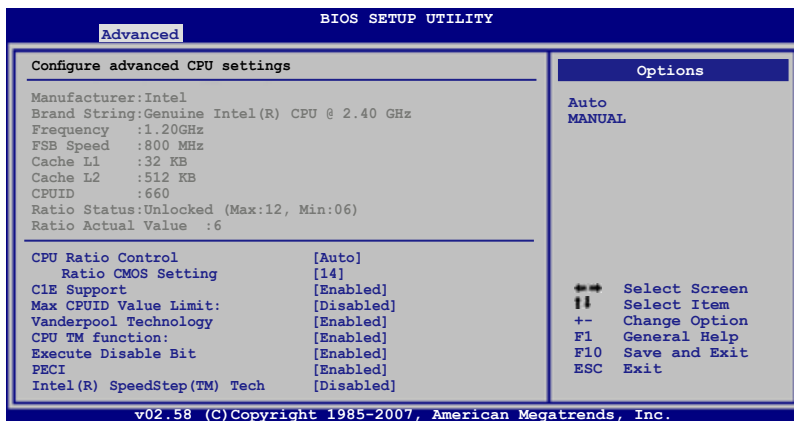 BIOS SETUP UTILITY
Advanced
Configure advanced CPU settings
Manufacturer:Intel
Brand String:Genuine Intel(R) CPU @ 2.40 GHz
Frequency :1.20GHz
FSB Speed :800 MHz
Cache L1 :32 KB
Cache L2 :512 KB
CPUID :660
Ratio Status:Unlocked (Max:12, Min:06)
Ratio Actual Value :6
CPU Ratio Control [Auto]
Ratio CMOS Setting [14]
C1E Support [Enabled]
Max CPUID Value Limit: [Disabled]
Vanderpool Technology [Enabled]
CPU TM function: [Enabled]
Execute Disable Bit [Enabled]
PECI [Enabled]
Intel(R) SpeedStep(TM) Tech [Disabled]
Options
Auto
MANUAL
←→ Select Screen
↑↓ Select Item
+- Change Option
F1 General Help
F10 Save and Exit
ESC Exit
v02.58 (C)Copyright 1985-2007, American Megatrends, Inc.